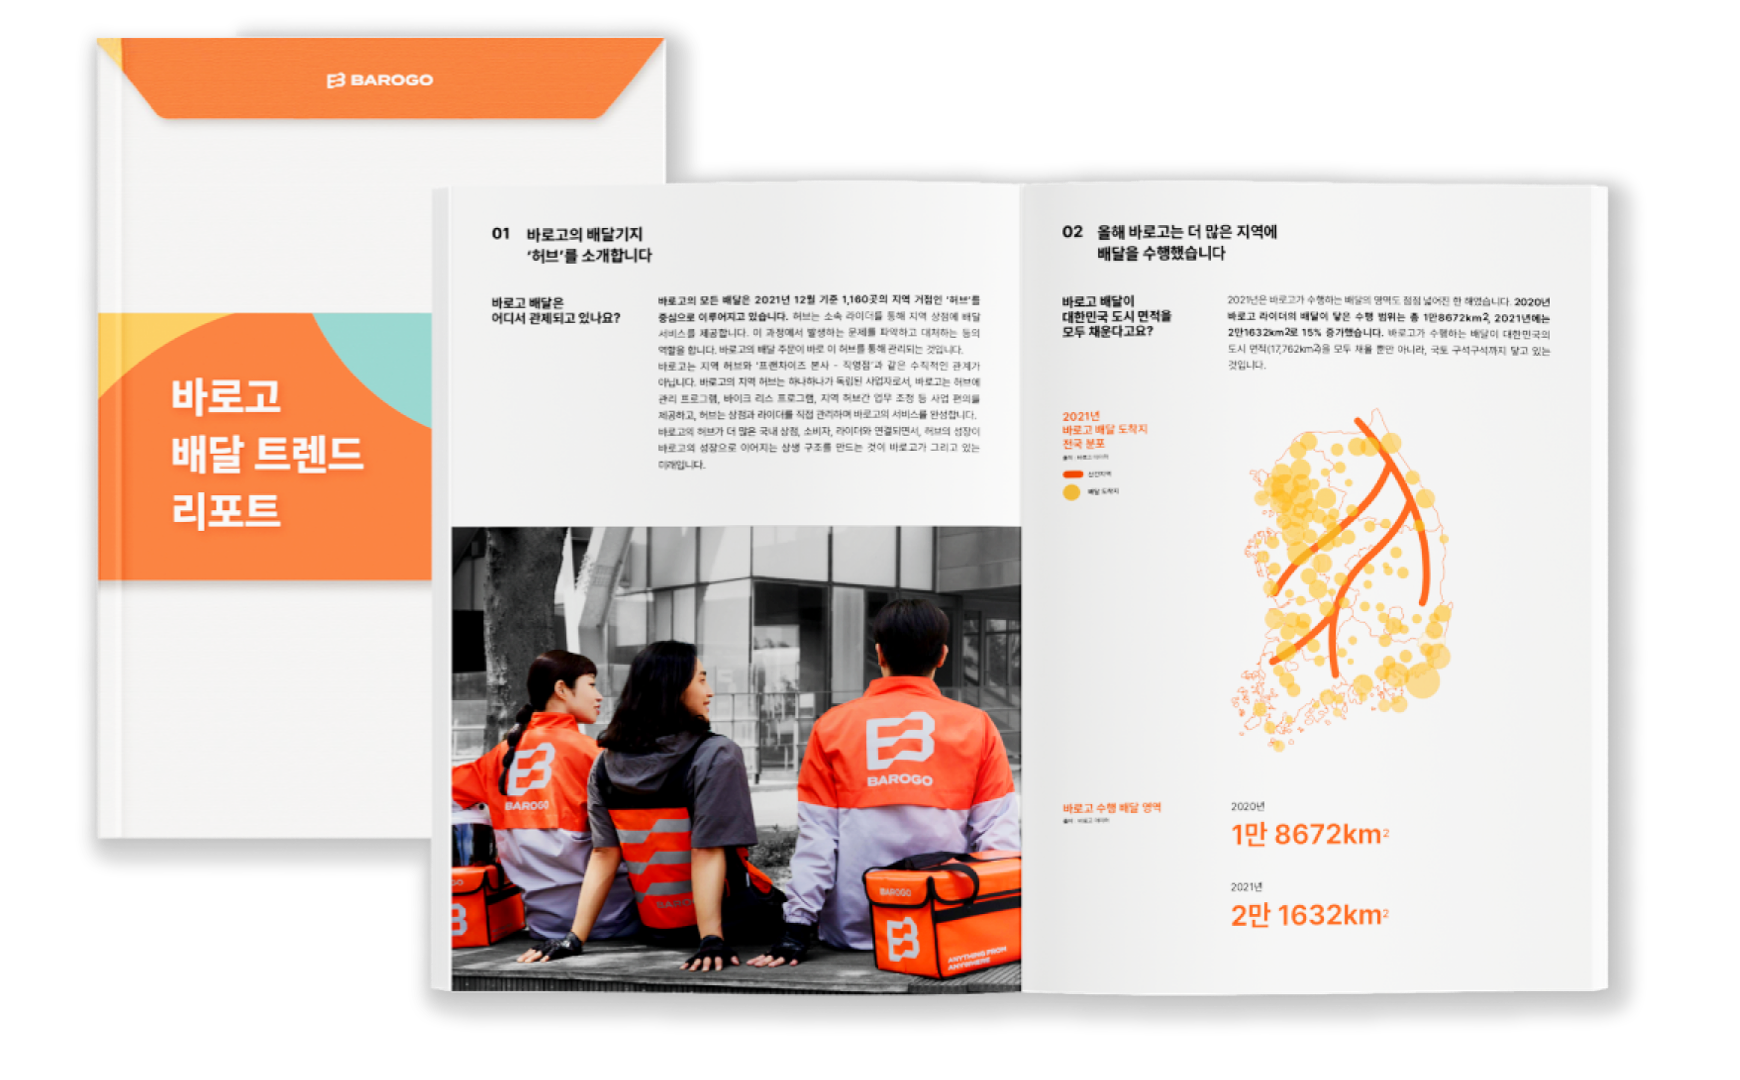 BAROGO
바로고
배달 트렌드
리포트
01 바로고의 배달기지
‘허브’를 소개합니다
바로고 배달은
어디서 관제되고 있나요?
바로고의 모든 배달은 2021년 12월 기준 1,160곳의 지역 거점인 ‘허브’를
중심으로 이루어지고 있습니다. 허브는 소속 라이더를 통해 지역 상점에 배달
서비스를 제공합니다. 이 과정에서 발생하는 문제를 파악하고 대처하는 등의
역할을 합니다. 바로고의 배달 주문이 바로 이 허브를 통해 관리되는 것입니다.
바로고는 지역 허브와 ‘프랜차이즈 본사 - 직영점’과 같은 수직적인 관계가
아닙니다. 바로고의 지역 허브는 하나하나가 독립된 사업자로서, 바로고는 허브에
관리 프로그램, 바이크 리스 프로그램, 지역 허브간 업무 조정 등 사업 편의를
제공하고, 허브는 상점과 라이더를 직접 관리하며 바로고의 서비스를 완성합니다.
바로고의 허브가 더 많은 국내 상점, 소비자, 라이더와 연결되면서, 허브의 성장이
바로고의 성장으로 이어지는 상생 구조를 만드는 것이 바로고가 그리고 있는
미래입니다.
BAROGO
BAROGO
BAROGO
BAROGO
ANYTHING FROM
ANYWHERE
02 올해 바로고는 더 많은 지역에
배달을 수행했습니다
바로고 배달이
대한민국 도시 면적을
모두 채운다고요?
2021년은 바로고가 수행하는 배달의 영역도 점점 넓어진 한 해였습니다. 2020년
바로고 라이더의 배달이 닿은 수행 범위는 총 1만8672km2, 2021년에는
2만1632km2로 15% 증가했습니다. 바로고가 수행하는 배달이 대한민국의
도시 면적(17,762km2)을 모두 채울 뿐만 아니라, 국토 구석구석까지 닿고 있는
것입니다.
2021년
바로고 배달 도착지
전국 분포
출처 : 바로고 데이터
산간지역
배달 도착지
바로고 수행 배달 영역
출처 : 바로고 데이터
2020년
1만 8672km2
2021년
2만 1632km2